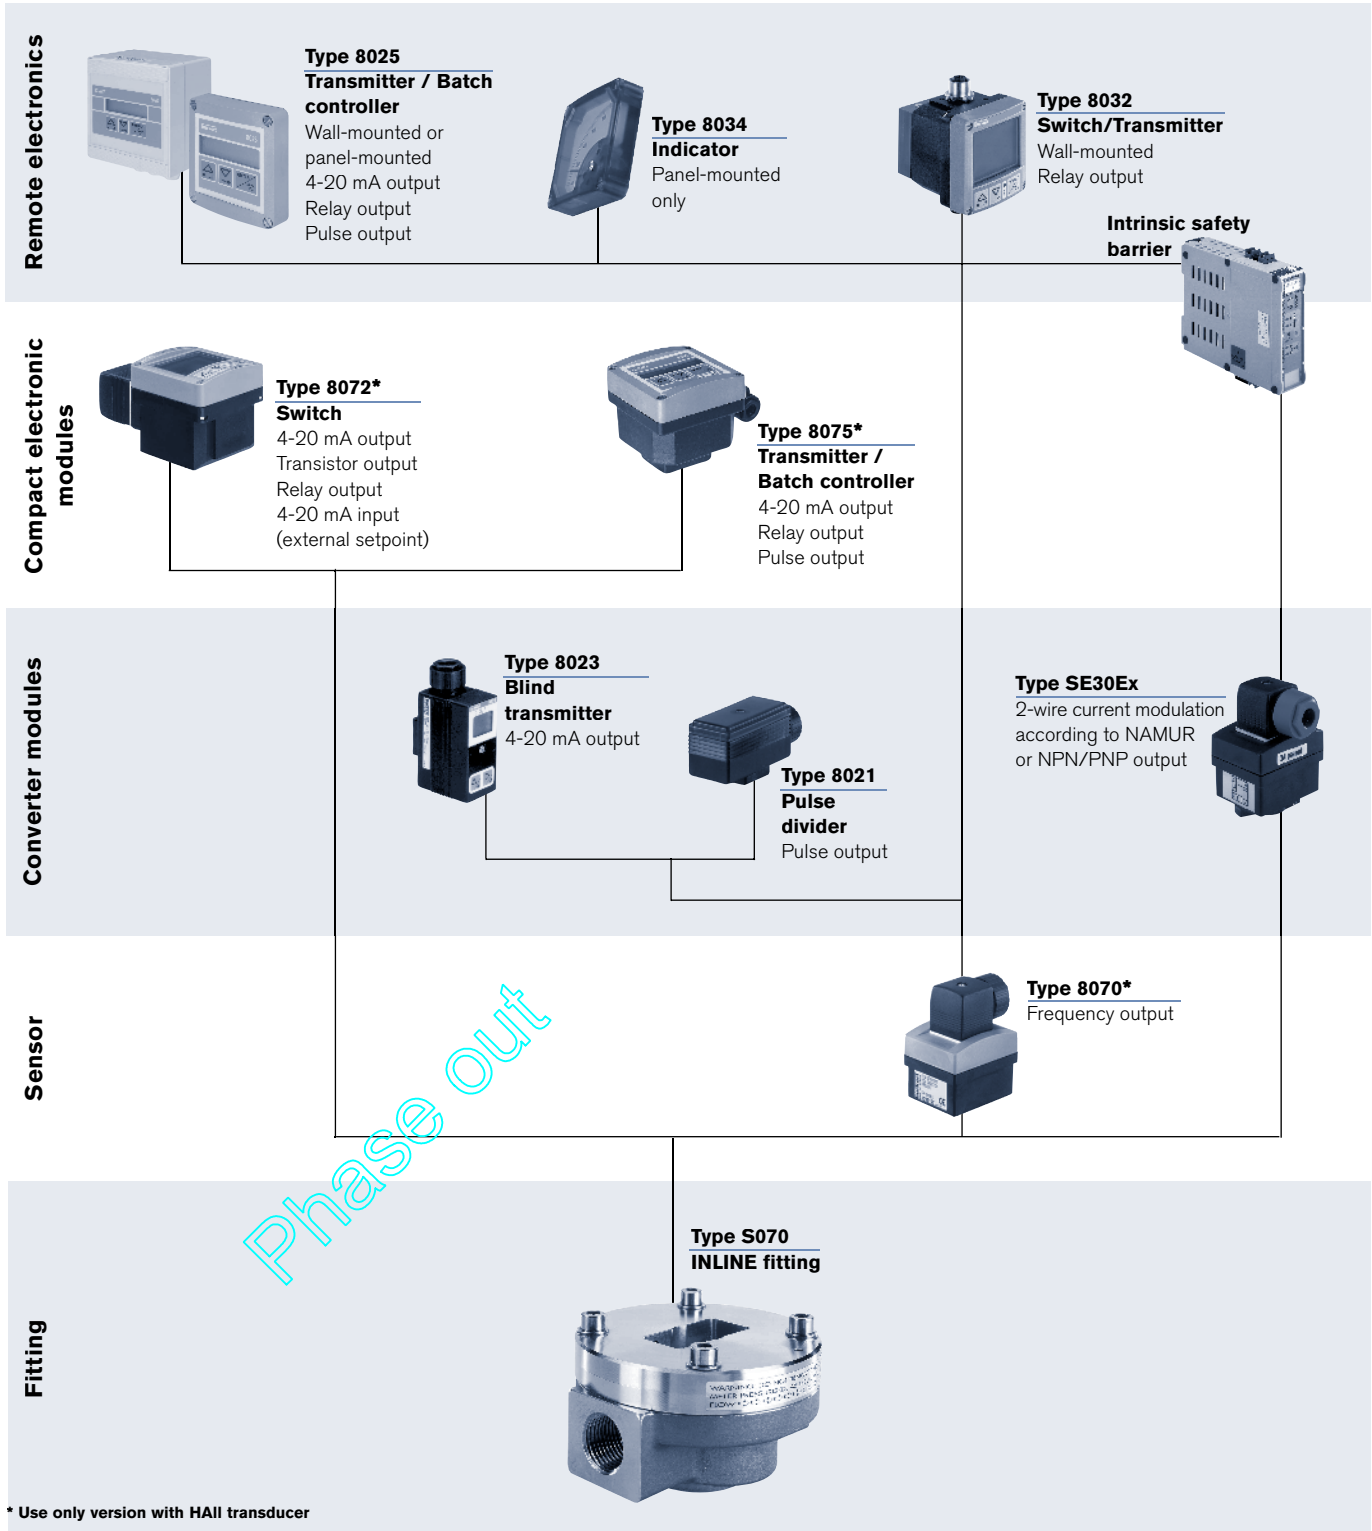 Remote electronics
Type 8025
Transmitter / Batch
controller
Wall-mounted or
panel-mounted
4-20 mA output
Relay output
Pulse output
Type 8034
Indicator
Panel-mounted
only
Type 8032
Switch/Transmitter
Wall-mounted
Relay output
Intrinsic safety
barrier
Compact electronic
modules
Type 8072*
Switch
4-20 mA output
Transistor output
Relay output
4-20 mA input
(external setpoint)
Type 8075*
Transmitter /
Batch controller
4-20 mA output
Relay output
Pulse output
Converter modules
Type 8023
Blind
transmitter
4-20 mA output
Type 8021
Pulse
divider
Pulse output
Type SE30Ex
2-wire current modulation
according to NAMUR
or NPN/PNP output
Sensor
Type 8070*
Frequency output
Phase out
Fitting
Type S070
INLINE fitting
WARNING
* Use only version with HAll transducer